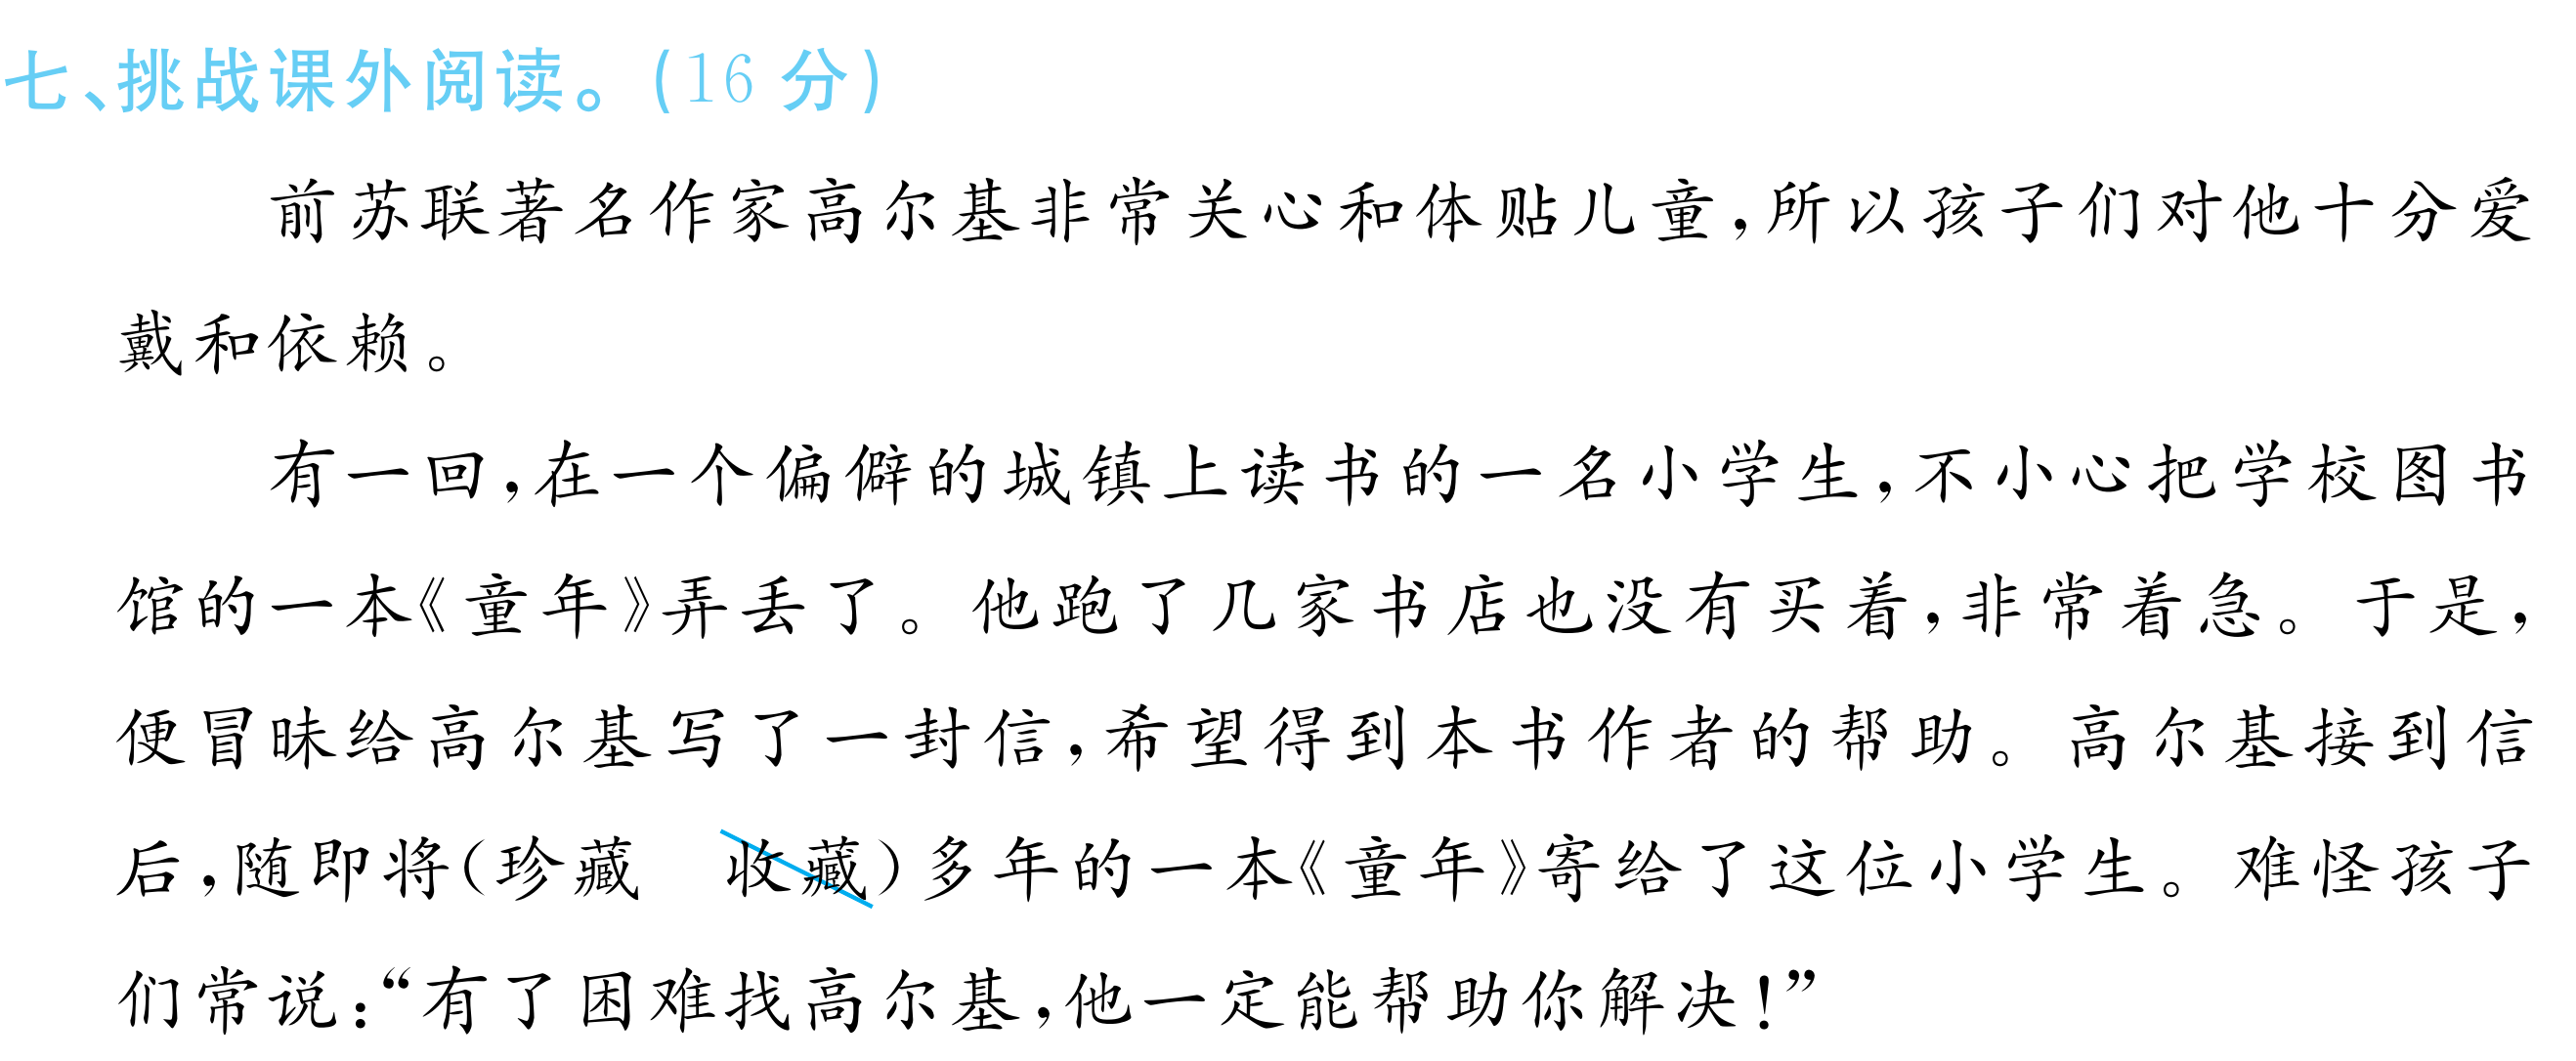 七、挑战课外阅读。(16 分)
前苏联著名作家高尔基非常关心和体贴儿童,所以孩子们对他十分爱
戴和依赖。
有一回,在一个偏僻的城镇上读书的一名小学生,不小心把学校图书
馆的一本《童年》弄丢了。他跑了几家书店也没有买着,非常着急。于是,
便冒昧给高尔基写了一封信,希望得到本书作者的帮助。高尔基接到信
后,随即将(珍藏 收藏)多年的一本《童年》寄给了这位小学生。难怪孩子
们常说:“有了困难找高尔基,他一定能帮助你解决!”